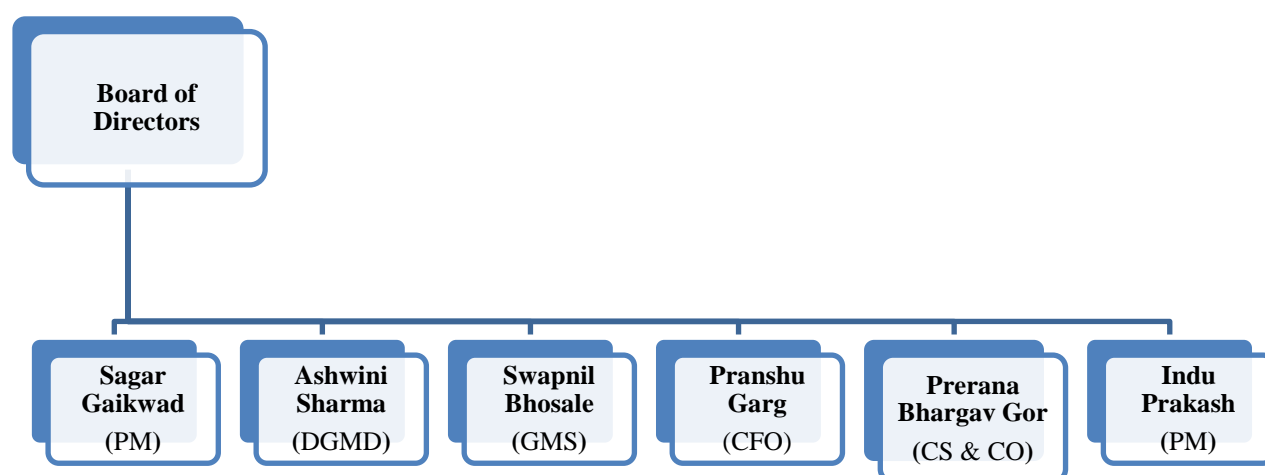 Board of
Directors
Sagar
Gaikwad
(PM)
Ashwini
Sharma
(DGMD)
Swapnil
Bhosale
(GMS)
Pranshu
Garg
(CFO)
Prerana
Bhargav Gor
(CS & CO)
Indu
Prakash
(PM)